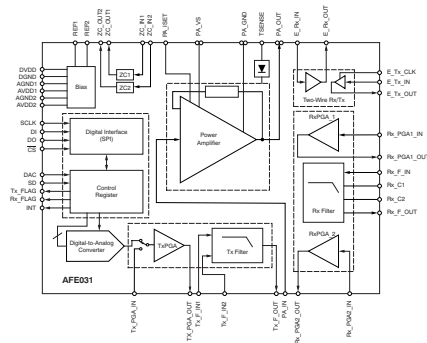 REF1
REF2
ZC_OUT2
ZC_OUT1
ZC_IN1
ZC_IN2
PA_ISET
PA_VS
PA_GND
TSENSE
PA_OUT
E_Rx_IN
E_Rx_OUT
DVDD
DGND
AGND1
AVDD1
AGND2
AVDD2
Bias
ZC1
ZC2
Power
Amplifier
E_Tx_CLK
E_Tx_IN
E_Tx_OUT
Two-Wire Rx/Tx
SCLK
DI
DO
CS
Digital Interface
(SPI)
DAC
SD
Tx_FLAG
Rx_FLAG
INT
Control
Register
RxPGA_1
Rx_PGA1_IN
Rx_PGA1_OUT
Rx_F_IN
Rx_C1
Rx_C2
Rx_F_OUT
Rx Filter
RxPGA_2
Digital-to-Analog
Converter
TxPGA
Tx Filter
AFE031
Tx_PGA_IN
TX_PGA_OUT
Tx_F_IN1
Tx_F_IN2
Tx_F_OUT
PA_IN
Rx_PGA2_OUT
Rx_PGA2_IN